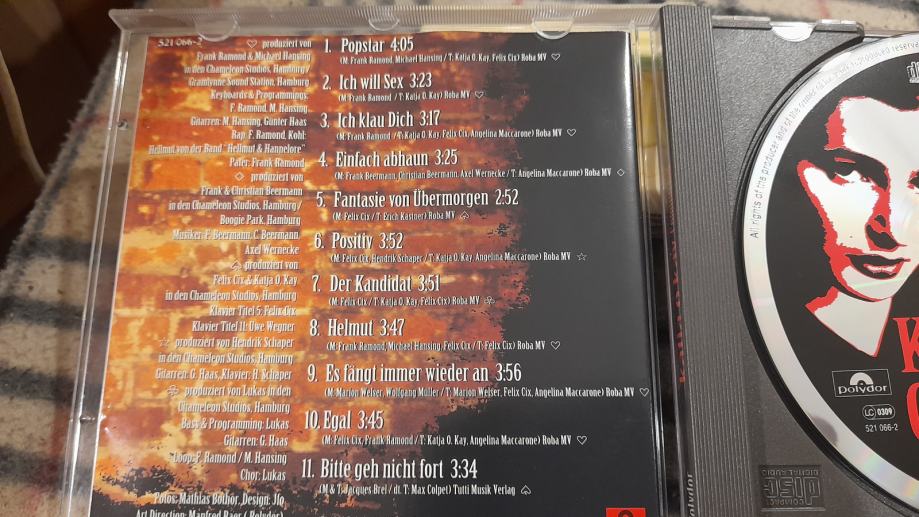 521 066-2
♡ produziert von
Frank Ramond & Michael Hansing
in den Chameleon Studios, Hamburg /
Gramlynne Sound Station, Hamburg
Keyboards & Programmings:
F. Ramond, M. Hansing
Gitarren: M. Hansing, Gunter Haas
Rap: F. Ramond, Kohl:
Hellmut von der Band "Hellmut & Hannelore"
Pater: Frank Ramond
◇ produziert von
Frank & Christian Beermann
in den Chameleon Studios, Hamburg /
Boogie Park, Hamburg
Musiker: F. Beermann, C. Beermann,
Axel Wernecke
♤ produziert von
Felix Cix & Katja O. Kay
in den Chameleon Studios, Hamburg
Klavier Titel 5: Felix Cix
Klavier Titel 11: Uwe Wegner
☆ produziert von Hendrik Schaper
in den Chameleon Studios, Hamburg
Gitarren: G. Haas, Klavier: H. Schaper
♧ produziert von Lukas in den
Chameleon Studios, Hamburg
Bass & Programming: Lukas
Gitarren: G. Haas
Loop: F. Ramond / M. Hansing
Chor: Lukas
Fotos: Mathias Bothor, Design: Jfo
Art Direction: Manfred
1. Popstar 4:05
(M: Frank Ramond, Michael Hansing / T: Katja O. Kay, Felix Cix) Roba MV ♡
2. Ich will Sex 3:23
(M: Frank Ramond / T: Katja O. Kay) Roba MV ♡
3. Ich klau Dich 3:17
(M: Frank Ramond / T: Katja O. Kay, Felix Cix, Angelina Maccarone) Roba MV ♡
4. Einfach abhaun 3:25
(M: Frank Beermann, Christian Beermann, Axel Wernecke / T: Angelina Maccarone) Roba MV ◇
5. Fantasie von Übermorgen 2:52
(M: Felix Cix / T: Erich Kästner) Roba MV ♤
6. Positiv 3:52
(M: Felix Cix, Hendrik Schaper / T: Katja O. Kay, Angelina Maccarone) Roba MV ☆
7. Der Kandidat 3:51
(M: Felix Cix / T: Katja O. Kay, Felix Cix) Roba MV ♧
8. Helmut 3:47
(M: Frank Ramond, Michael Hansing, Felix Cix / T: Felix Cix) Roba MV ♡
9. Es fängt immer wieder an 3:56
(M: Marion Welser, Wolfgang Müller / T: Marion Welser, Felix Cix, Angelina Maccarone) Roba MV ♡
10. Egal 3:45
(M: Felix Cix, Frank Ramond / T: Katja O. Kay, Angelina Maccarone) Roba MV ♡
11. Bitte geh nicht fort 3:34
(M & T: Jacques Brel / dt. T: Max Colpet) Tutti Musik Verlag ♤
All rights of the producer and of the
reproduced reserved
K
polydor
LC 0309
521 066-2
disc
DIGITAL AUDIO